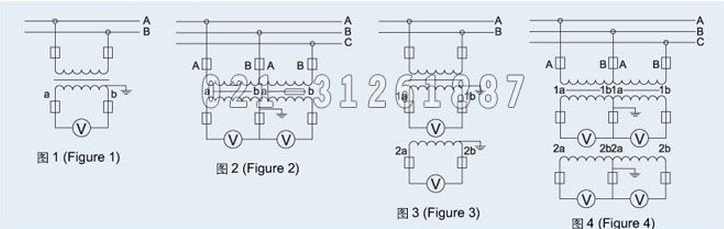 A
B
a b
V
图 1 (Figure 1)
A
B
C
A B A B
a b a b
V V
图 2 (Figure 2)
A
B
1a 1b
V
2a 2b
V
图 3 (Figure 3)
A
B
C
A B A B
1a 1b 1a 1b
V V
2a 2b 2a 2b
V V
图 4 (Figure 4)
021-31261887